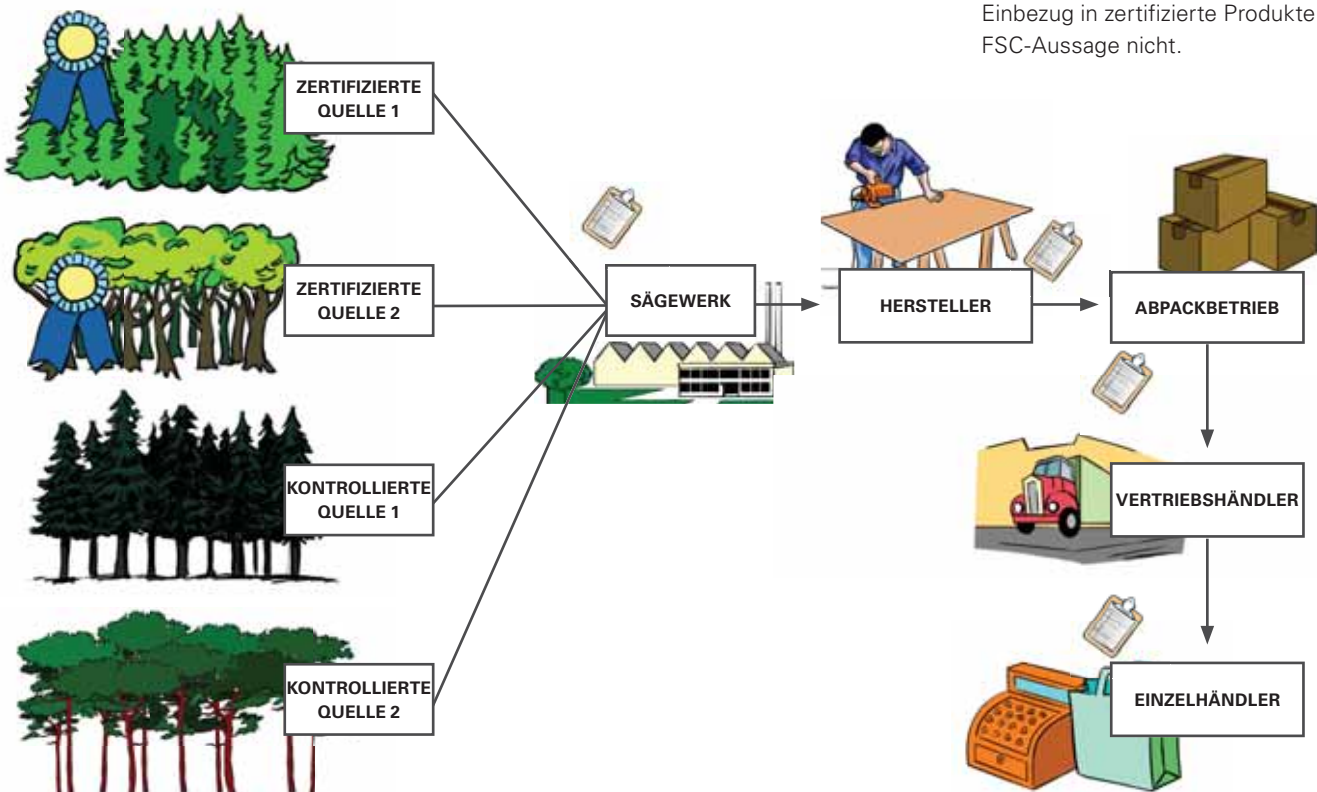 Einbezug in zertifizierte Produkte
FSC-Aussage nicht.
ZERTIFIZIERTE
QUELLE 1
ZERTIFIZIERTE
QUELLE 2
KONTROLLIERTE
QUELLE 1
KONTROLLIERTE
QUELLE 2
SÄGEWERK
HERSTELLER
ABPACKBETRIEB
VERTRIEBSHÄNDLER
EINZELHÄNDLER